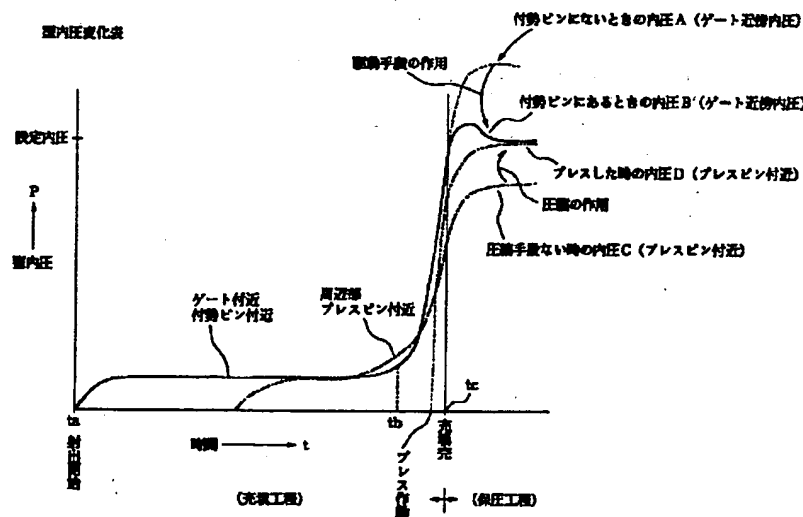 室内圧変化表
付勢ピンにないときの内圧A（ゲート近傍内圧）
駆動手段の作用
付勢ピンにあるときの内圧B'（ゲート近傍内圧）
設定内圧
プレスした時の内圧D（プレスピン付近）
圧縮の作用
圧縮手段ない時の内圧C（プレスピン付近）
P
室内圧
ゲート付近
付勢ピン付近
周辺部
プレスピン付近
ta
tb
tc
時間
t
射圧開始
プレス作動
充填完
(充填工程)
(保圧工程)